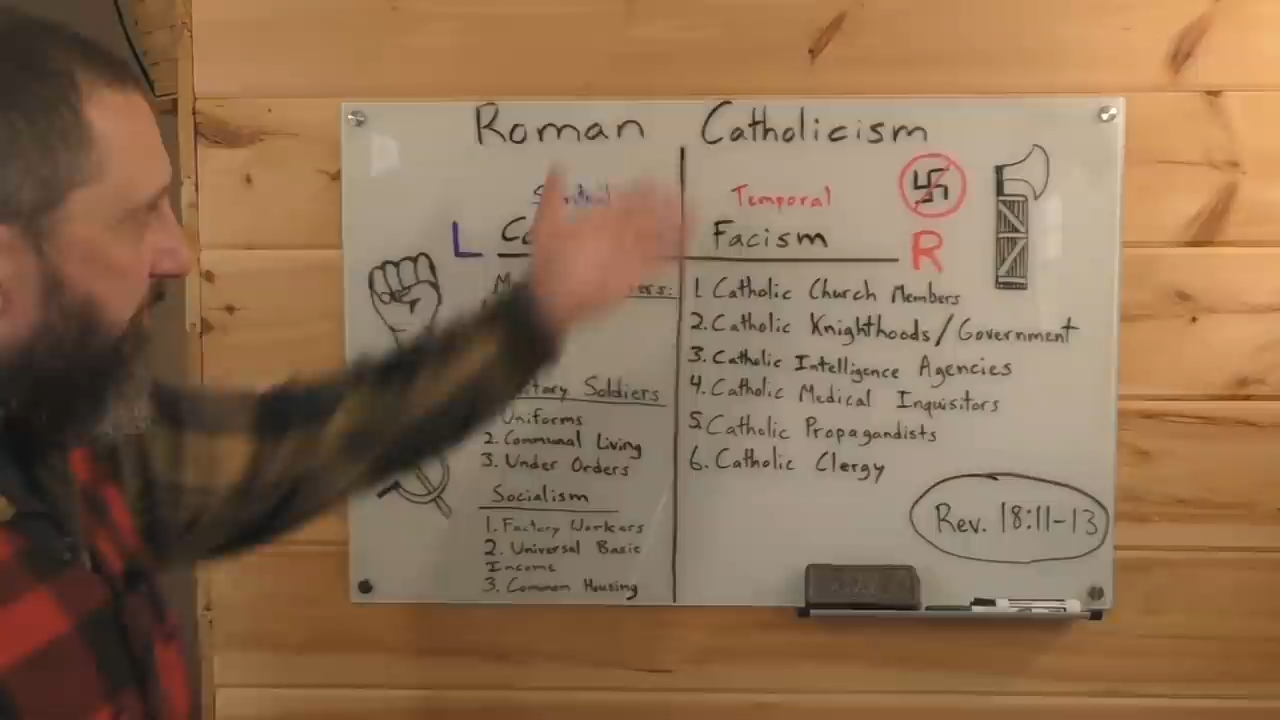 Roman Catholicism
L
Military Soldiers
Uniforms
2. Communal Living
3. Under Orders
Socialism
1. Factory Workers
2. Universal Basic
Income
3. Common Housing
Temporal
Facism
R
1. Catholic Church Members
2. Catholic Knighthoods/Government
3. Catholic Intelligence Agencies
4. Catholic Medical Inquisitors
5. Catholic Propagandists
6. Catholic Clergy
Rev. 18:11-13